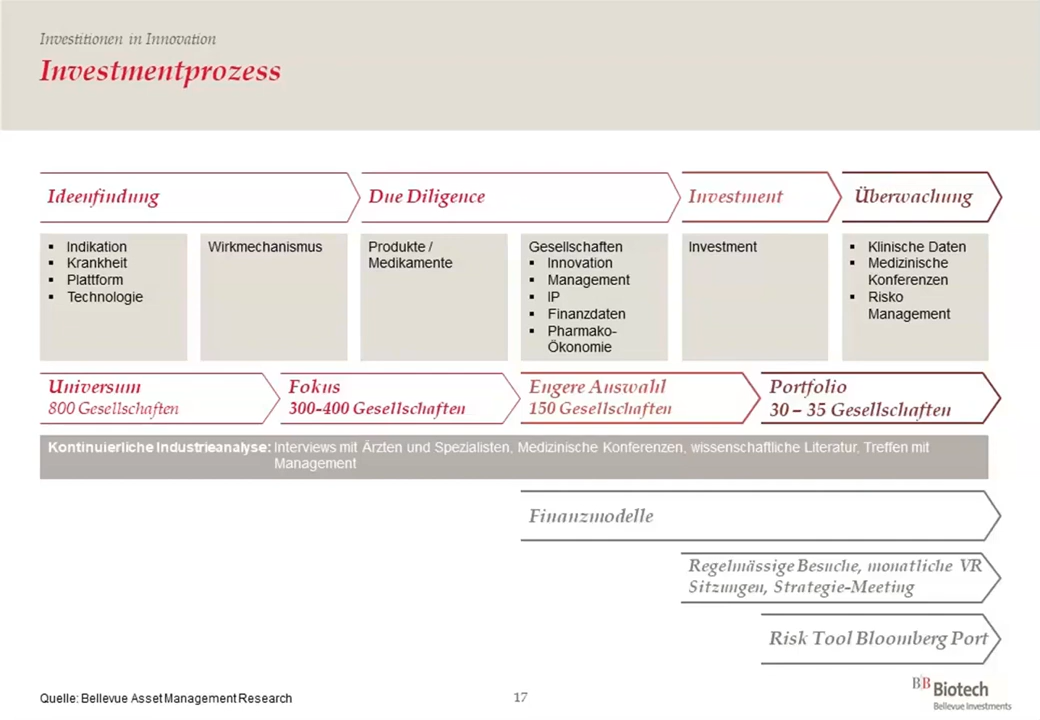 Investitionen in Innovation
Investmentprozess
Ideenfindung
Due Diligence
Investment
Überwachung
▪ Indikation
▪ Krankheit
▪ Plattform
▪ Technologie
Wirkmechanismus
Produkte /
Medikamente
Gesellschaften
▪ Innovation
▪ Management
▪ IP
▪ Finanzdaten
▪ Pharmako-
Ökonomie
Investment
▪ Klinische Daten
▪ Medizinische
Konferenzen
▪ Risko
Management
Universum
800 Gesellschaften
Fokus
300-400 Gesellschaften
Engere Auswahl
150 Gesellschaften
Portfolio
30 – 35 Gesellschaften
Kontinuierliche Industrieanalyse: Interviews mit Ärzten und Spezialisten, Medizinische Konferenzen, wissenschaftliche Literatur, Treffen mit
Management
Finanzmodelle
Regelmässige Besuche, monatliche VR
Sitzungen, Strategie-Meeting
Risk Tool Bloomberg Port
Quelle: Bellevue Asset Management Research
17
BB Biotech
Bellevue Investments